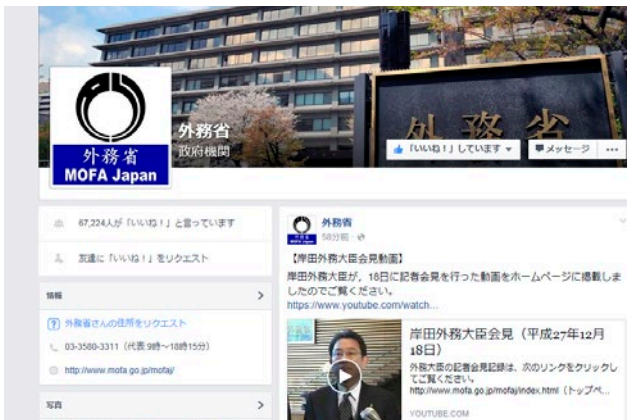 外務省
外務省
政府機関
外務省
MOFA Japan
「いいね！」しています
メッセージ
67,224人が「いいね！」と言っています
友達に「いいね！」をリクエスト
情報
外務省さんの住所をリクエスト
03-3580-3311（代表 9時～18時15分）
http://www.mofa.go.jp/mofaj/
写真
外務省
58分前
【岸田外務大臣会見動画】
岸田外務大臣が，18日に記者会見を行った動画をホームページに掲載しま
したのでご覧ください。
https://www.youtube.com/watch...
岸田外務大臣会見（平成27年12月
18日）
外務大臣の記者会見記録は、次のリンクをクリックし
てご覧ください。
http://www.mofa.go.jp/mofaj/index.html（トップペ...
YOUTUBE.COM